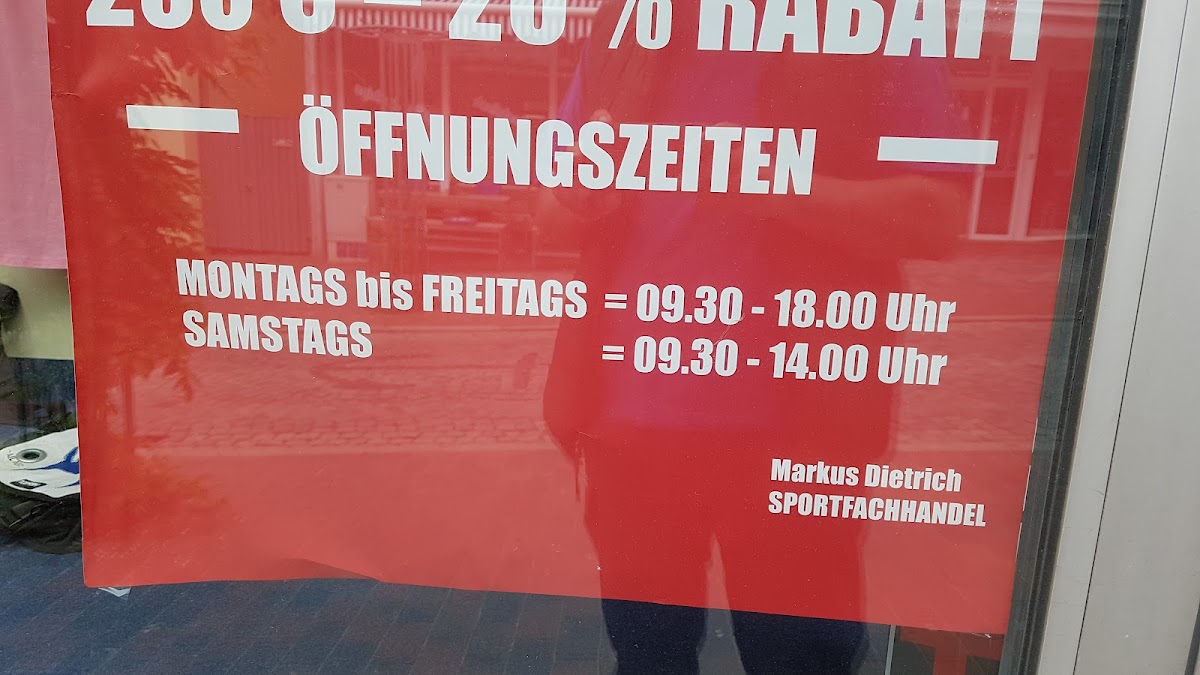 - 20 % RABATT
ÖFFNUNGSZEITEN
MONTAGS bis FREITAGS = 09.30 - 18.00 Uhr
SAMSTAGS = 09.30 - 14.00 Uhr
Markus Dietrich
SPORTFACHHANDEL